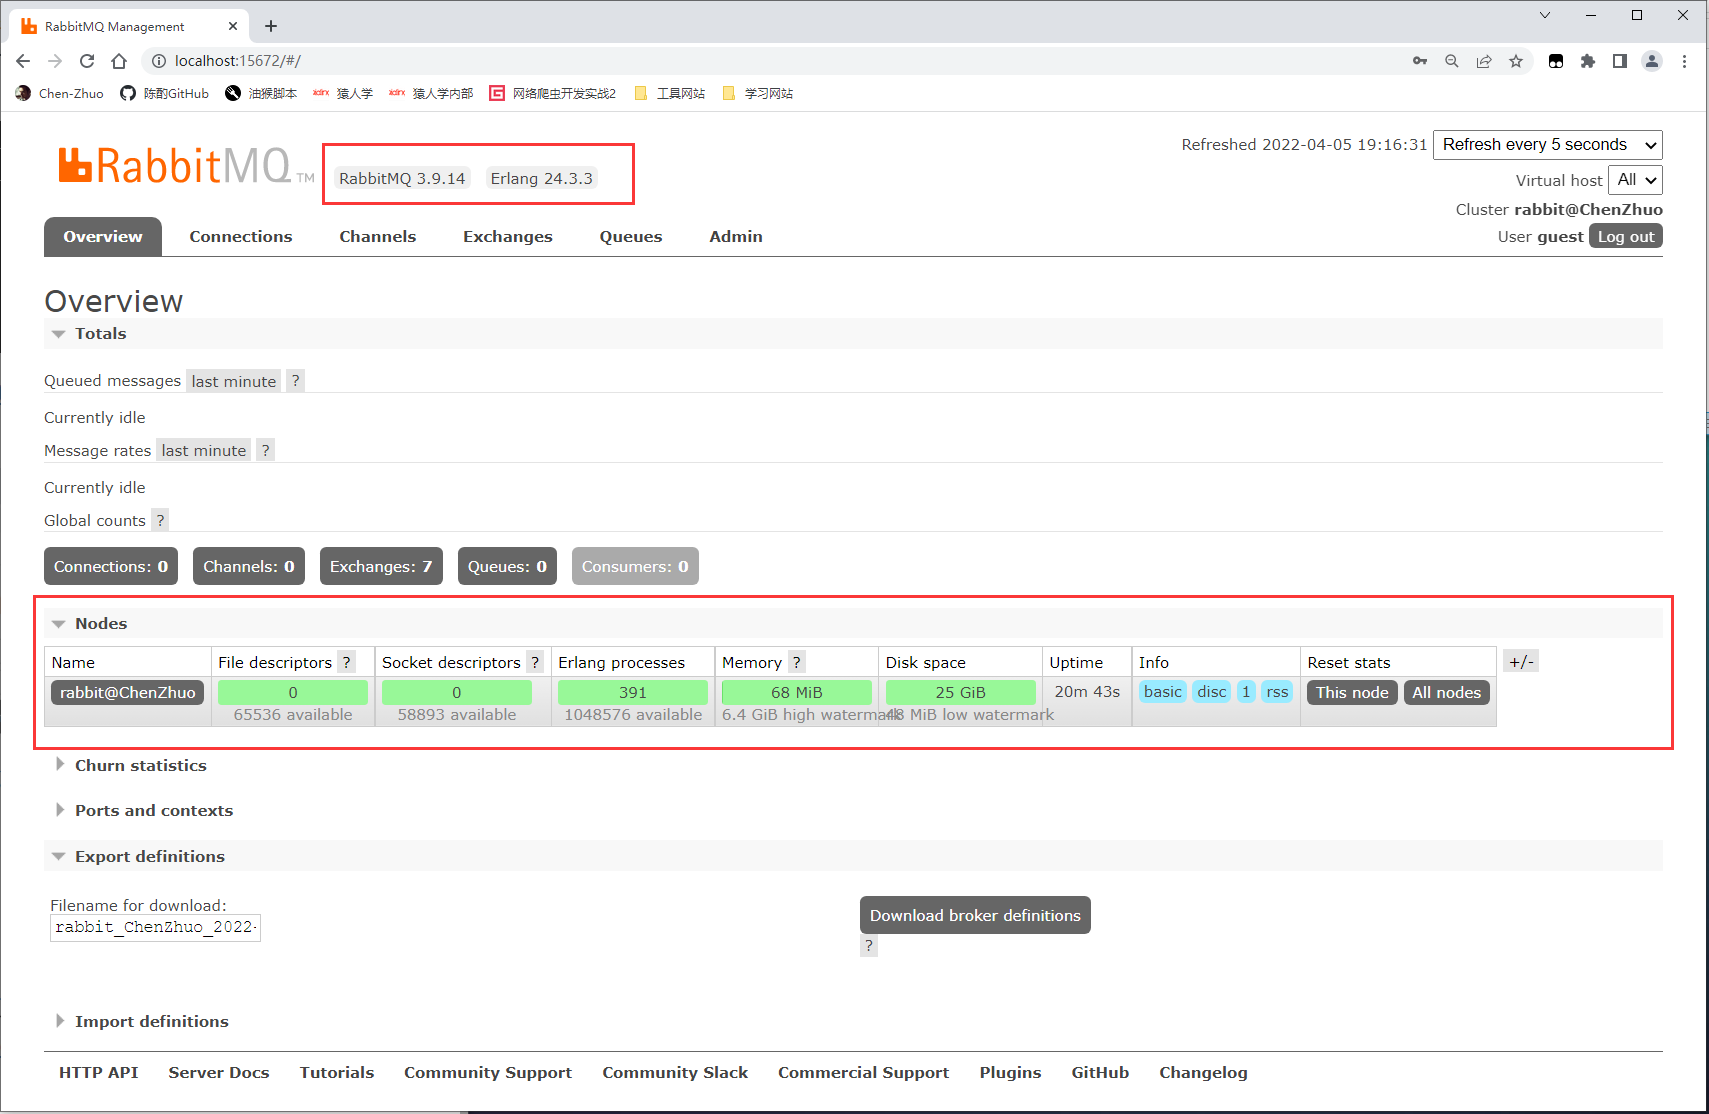 RabbitMQ Management
localhost:15672/#/
Chen-Zhuo 陈酌GitHub 油猴脚本 猿人学 猿人学内部 网络爬虫开发实战2 工具网站 学习网站
RabbitMQ TM RabbitMQ 3.9.14 Erlang 24.3.3
Refreshed 2022-04-05 19:16:31 Refresh every 5 seconds
Virtual host All
Cluster rabbit@ChenZhuo
User guest Log out
Overview Connections Channels Exchanges Queues Admin
Overview
Totals
Queued messages last minute ?
Currently idle
Message rates last minute ?
Currently idle
Global counts ?
Connections: 0 Channels: 0 Exchanges: 7 Queues: 0 Consumers: 0
Nodes
Name File descriptors ? Socket descriptors ? Erlang processes Memory ? Disk space Uptime Info Reset stats +/-
rabbit@ChenZhuo 0 0 391 68 MiB 25 GiB 20m 43s basic disc 1 rss This node All nodes
65536 available 58893 available 1048576 available 6.4 GiB high watermark 48 MiB low watermark
Churn statistics
Ports and contexts
Export definitions
Filename for download:
rabbit_ChenZhuo_2022-
Download broker definitions
?
Import definitions
HTTP API Server Docs Tutorials Community Support Community Slack Commercial Support Plugins GitHub Changelog